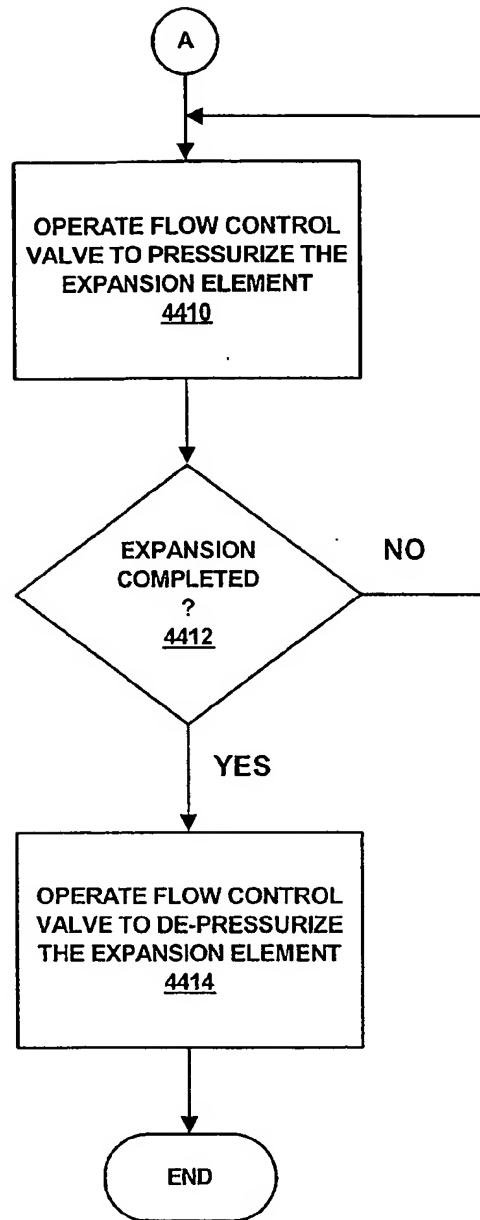 A
OPERATE FLOW CONTROL
VALVE TO PRESSURIZE THE
EXPANSION ELEMENT
4410
EXPANSION
COMPLETED
?
4412
NO
YES
OPERATE FLOW CONTROL
VALVE TO DE-PRESSURIZE
THE EXPANSION ELEMENT
4414
END